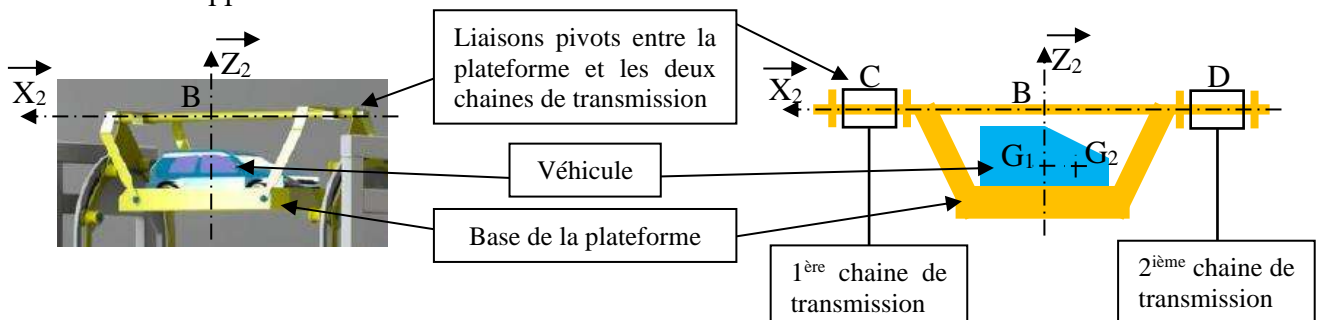 Liaisons pivots entre la
plateforme et les deux
chaines de transmission
Z₂
X₂
B
Véhicule
Base de la plateforme
Z₂
X₂
C
B
D
G₁
G₂
1ère chaine de
transmission
2ième chaine de
transmission